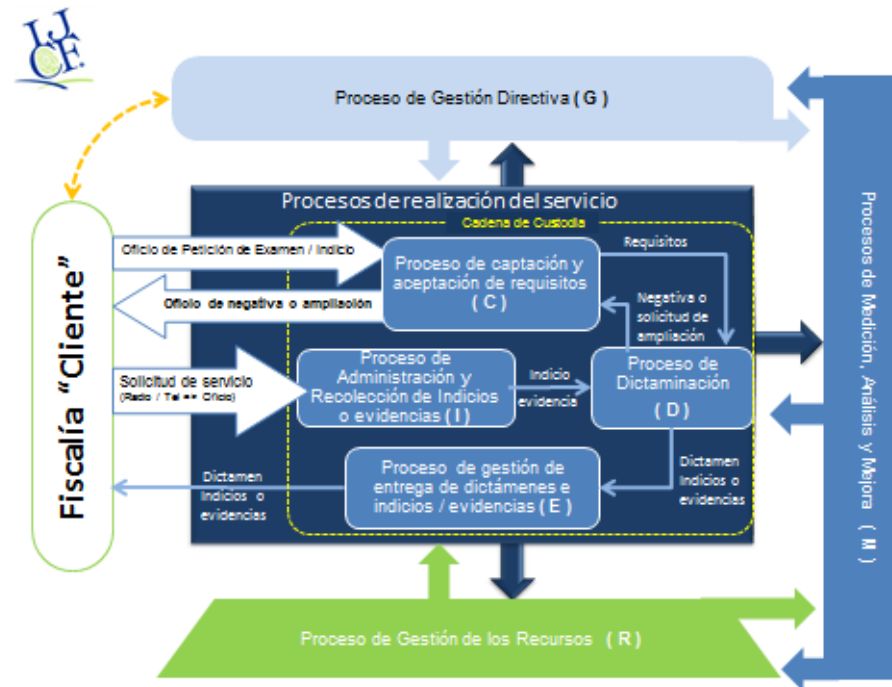 I.J.
C.F.
Proceso de Gestión Directiva ( G )
Procesos de realización del servicio
Cadena de Custodia
Fiscalía “Cliente”
Oficio de Petición de Examen / Indicio
Oficio de negativa o ampliación
Solicitud de servicio
(Radio / Tel => Oficio)
Dictamen
Indicios o
evidencias
Proceso de captación y
aceptación de requisitos
( C )
Requisitos
Negativa o
solicitud de
ampliación
Proceso de
Administración y
Recolección de Indicios
o evidencias ( I )
Indicio
evidencia
Proceso de
Dictaminación
( D )
Proceso de gestión de
entrega de dictámenes e
indicios / evidencias ( E )
Dictamen
Indicios o
evidencias
Procesos de Medición, Análisis y Mejora ( M )
Proceso de Gestión de los Recursos ( R )